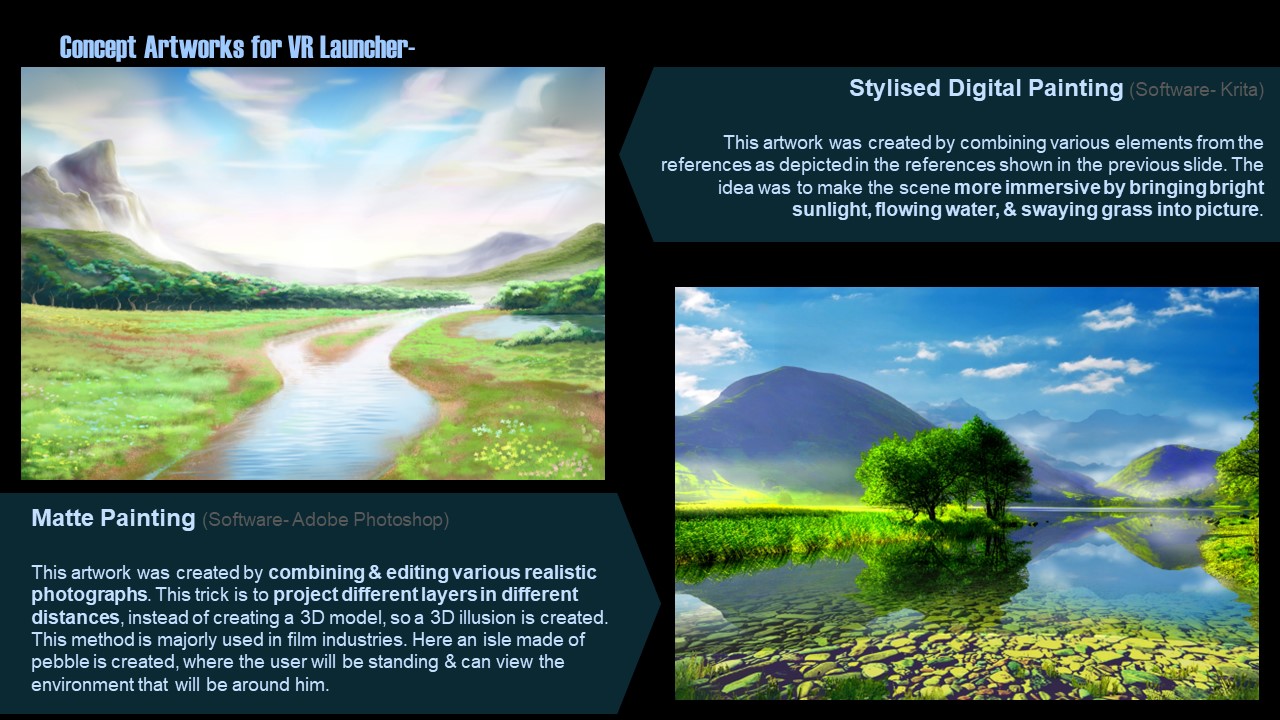 Concept Artworks for VR Launcher-
Stylised Digital Painting (Software- Krita)
This artwork was created by combining various elements from the
references as depicted in the references shown in the previous slide. The
idea was to make the scene more immersive by bringing bright
sunlight, flowing water, & swaying grass into picture.
Matte Painting (Software- Adobe Photoshop)
This artwork was created by combining & editing various realistic
photographs. This trick is to project different layers in different
distances, instead of creating a 3D model, so a 3D illusion is created.
This method is majorly used in film industries. Here an isle made of
pebble is created, where the user will be standing & can view the
environment that will be around him.